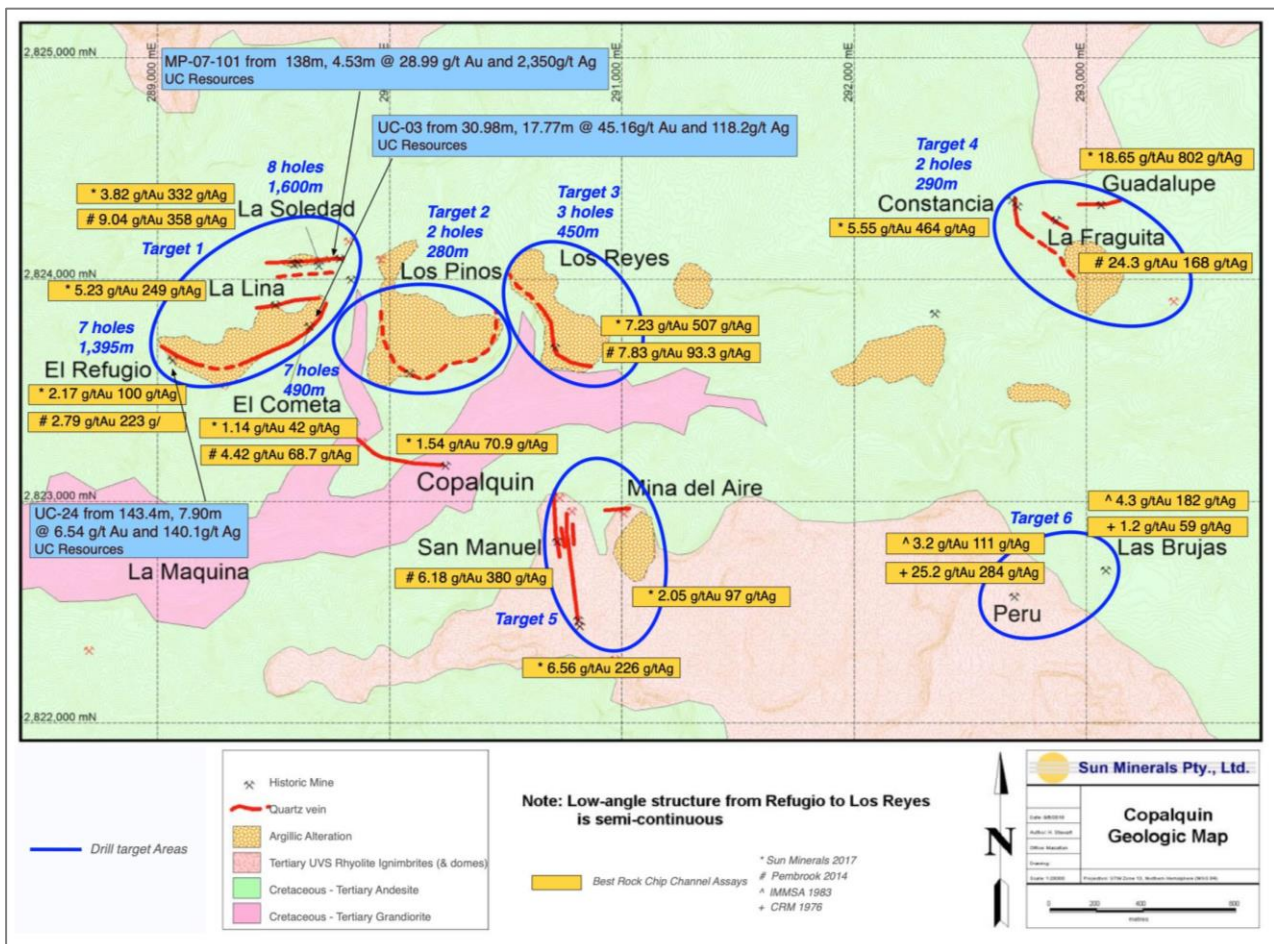 2,825,000 mN
289,000 mE
291,000 mE
292,000 mE
293,000 mE
MP-07-101 from 138m, 4.53m @ 28.99 g/t Au and 2,350g/t Ag
UC Resources
UC-03 from 30.98m, 17.77m @ 45.16g/t Au and 118.2g/t Ag
UC Resources
8 holes
1,600m
* 3.82 g/tAu 332 g/tAg
# 9.04 g/tAu 358 g/tAg
La Soledad
Target 1
Target 2
2 holes
280m
Target 3
3 holes
450m
Target 4
2 holes
290m
* 18.65 g/tAu 802 g/tAg
Guadalupe
Constancia
* 5.55 g/tAu 464 g/tAg
La Fraguita
# 24.3 g/tAu 168 g/tAg
2,824,000 mN
Los Pinos
Los Reyes
* 5.23 g/tAu 249 g/tAg
La Lina
7 holes
1,395m
* 7.23 g/tAu 507 g/tAg
# 7.83 g/tAu 93.3 g/tAg
El Refugio
* 2.17 g/tAu 100 g/tAg
# 2.79 g/tAu 223 g/
7 holes
490m
El Cometa
* 1.14 g/tAu 42 g/tAg
# 4.42 g/tAu 68.7 g/tAg
* 1.54 g/tAu 70.9 g/tAg
Copalquin
2,823,000 mN
UC-24 from 143.4m, 7.90m
@ 6.54 g/t Au and 140.1g/t Ag
UC Resources
La Maquina
Mina del Aire
San Manuel
# 6.18 g/tAu 380 g/tAg
* 2.05 g/tAu 97 g/tAg
Target 5
* 6.56 g/tAu 226 g/tAg
^ 4.3 g/tAu 182 g/tAg
+ 1.2 g/tAu 59 g/tAg
Las Brujas
Target 6
^ 3.2 g/tAu 111 g/tAg
+ 25.2 g/tAu 284 g/tAg
Peru
2,822,000 mN
Drill target Areas
Historic Mine
Quartz vein
Argillic Alteration
Tertiary UVS Rhyolite Ignimbrites (& domes)
Cretaceous - Tertiary Andesite
Cretaceous - Tertiary Grandiorite
Note: Low-angle structure from Refugio to Los Reyes
is semi-continuous
Best Rock Chip Channel Assays
* Sun Minerals 2017
# Pembrook 2014
^ IMMSA 1983
+ CRM 1976
N
Sun Minerals Pty., Ltd.
Copalquin
Geologic Map
Drawing:
0 200 400 800
metres